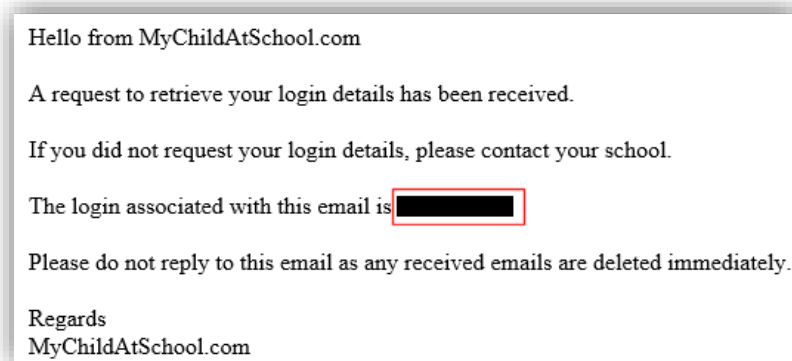 Hello from MyChildAtSchool.com
A request to retrieve your login details has been received.
If you did not request your login details, please contact your school.
The login associated with this email is
Please do not reply to this email as any received emails are deleted immediately.
Regards
MyChildAtSchool.com